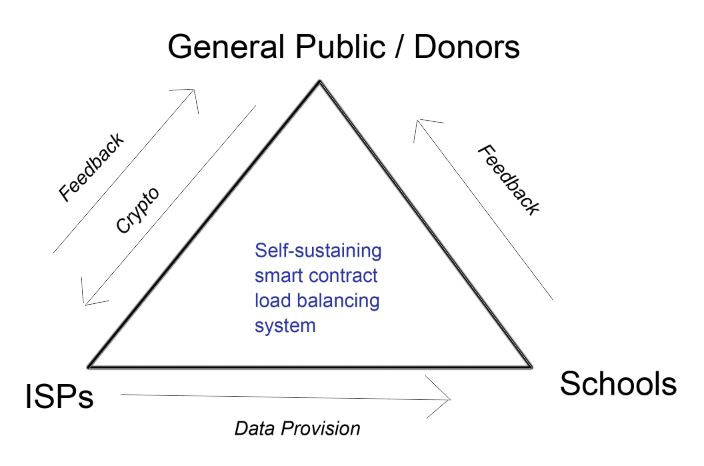 General Public / Donors
Feedback
Crypto
Feedback
Self-sustaining
smart contract
load balancing
system
ISPs
Schools
Data Provision